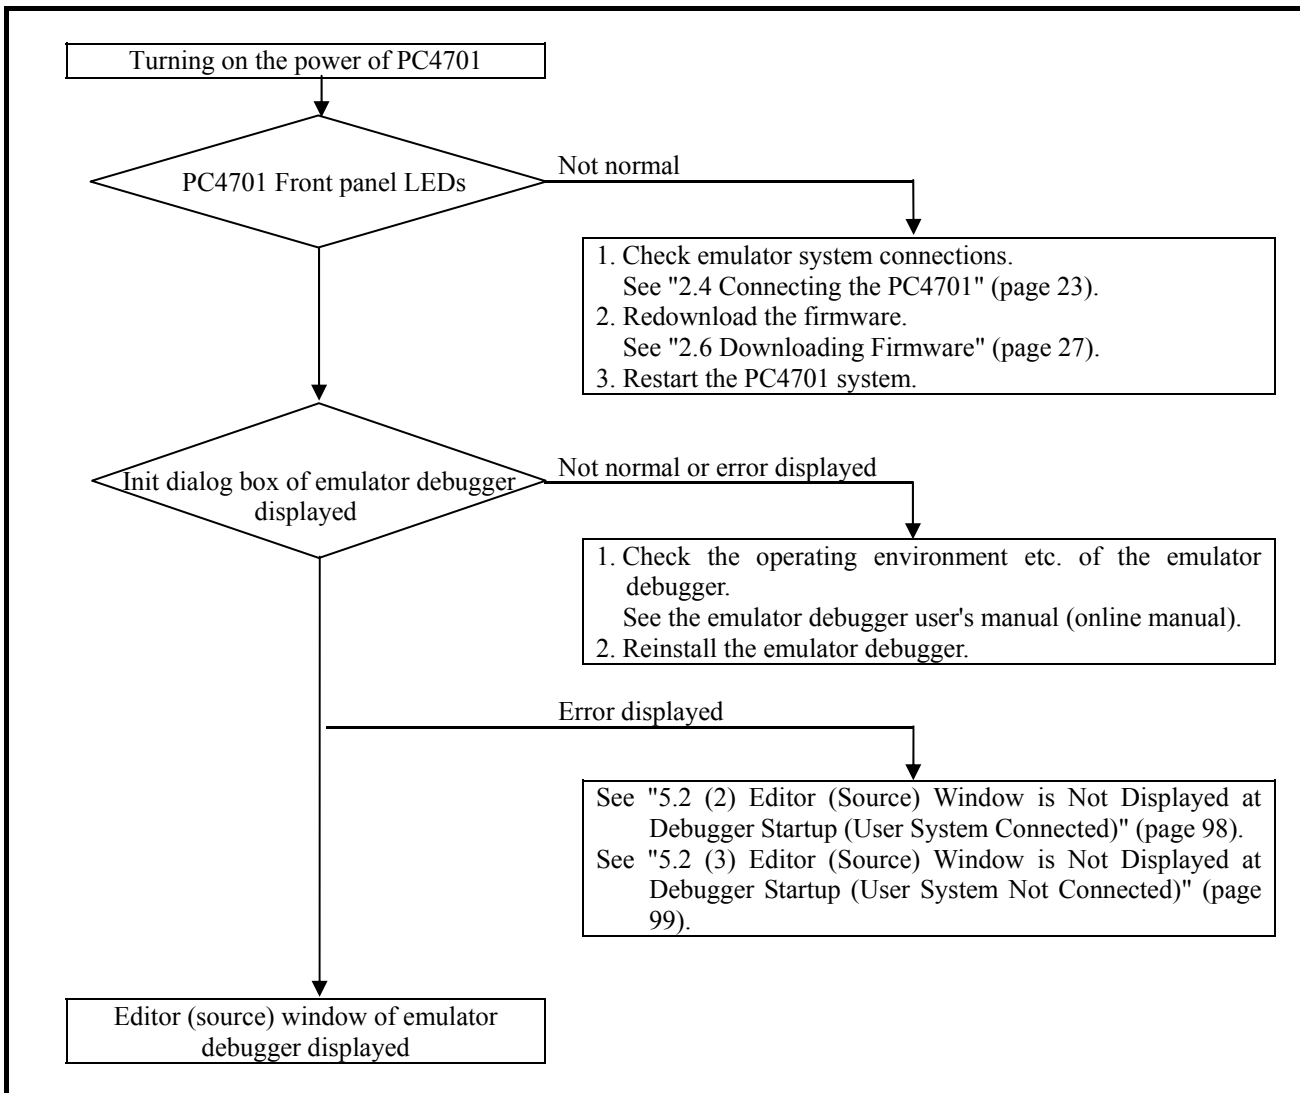 Turning on the power of PC4701
PC4701 Front panel LEDs
Not normal
1. Check emulator system connections.
See "2.4 Connecting the PC4701" (page 23).
2. Redownload the firmware.
See "2.6 Downloading Firmware" (page 27).
3. Restart the PC4701 system.
Init dialog box of emulator debugger
displayed
Not normal or error displayed
1. Check the operating environment etc. of the emulator
debugger.
See the emulator debugger user's manual (online manual).
2. Reinstall the emulator debugger.
Error displayed
See "5.2 (2) Editor (Source) Window is Not Displayed at
Debugger Startup (User System Connected)" (page 98).
See "5.2 (3) Editor (Source) Window is Not Displayed at
Debugger Startup (User System Not Connected)" (page
99).
Editor (source) window of emulator
debugger displayed